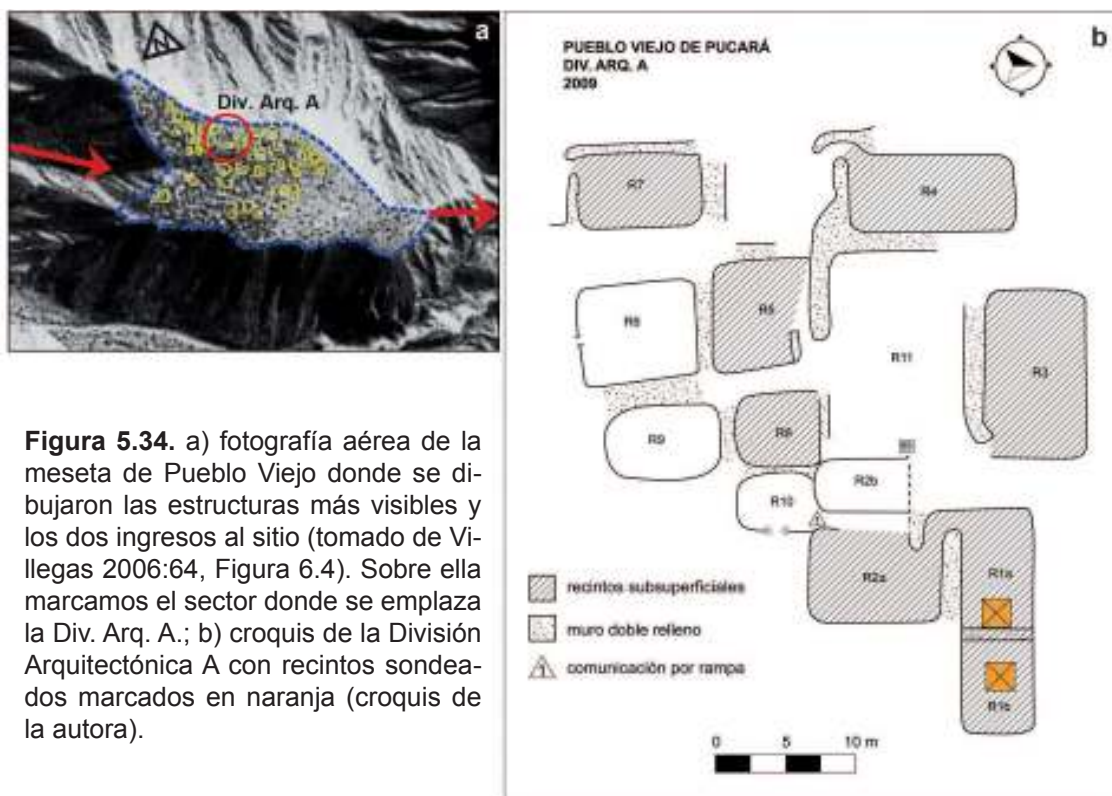 a
N
Div. Arq. A
Figura 5.34. a) fotografía aérea de la
meseta de Pueblo Viejo donde se di-
bujaron las estructuras más visibles y
los dos ingresos al sitio (tomado de Vi-
llegas 2006:64, Figura 6.4). Sobre ella
marcamos el sector donde se emplaza
la Div. Arq. A.; b) croquis de la División
Arquitectónica A con recintos sondea-
dos marcados en naranja (croquis de
la autora).
b
PUEBLO VIEJO DE PUCARÁ
DIV. ARQ. A
2009
R7
R4
R5
R11
R3
R9
R2b
R10
R2a
R1a
recintos subsuperficiales
muro doble relleno
comunicación por rampa
0 5 10 m